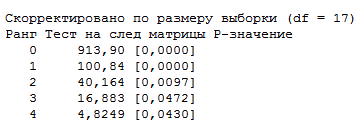 Скорректировано по размеру выборки (df = 17)
Ранг Тест на след матрицы P-значение
0 913,90 [0,0000]
1 100,84 [0,0000]
2 40,164 [0,0097]
3 16,883 [0,0472]
4 4,8249 [0,0430]